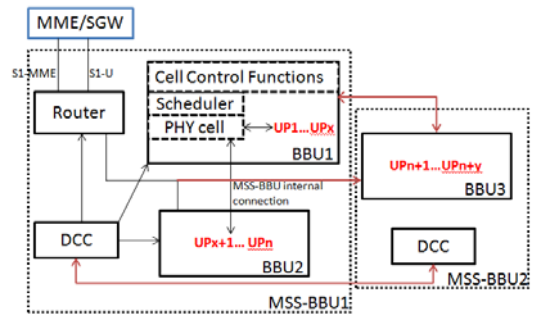 MME/SGW
S1-MME
S1-U
Cell Control Functions
Scheduler
Router
PHY cell
UP1... UPx
BBU1
UPn+1... UPn+y
BBU3
MSS-BBU internal
connection
DCC
UPx+1... UPn
BBU2
DCC
MSS-BBU2
MSS-BBU1